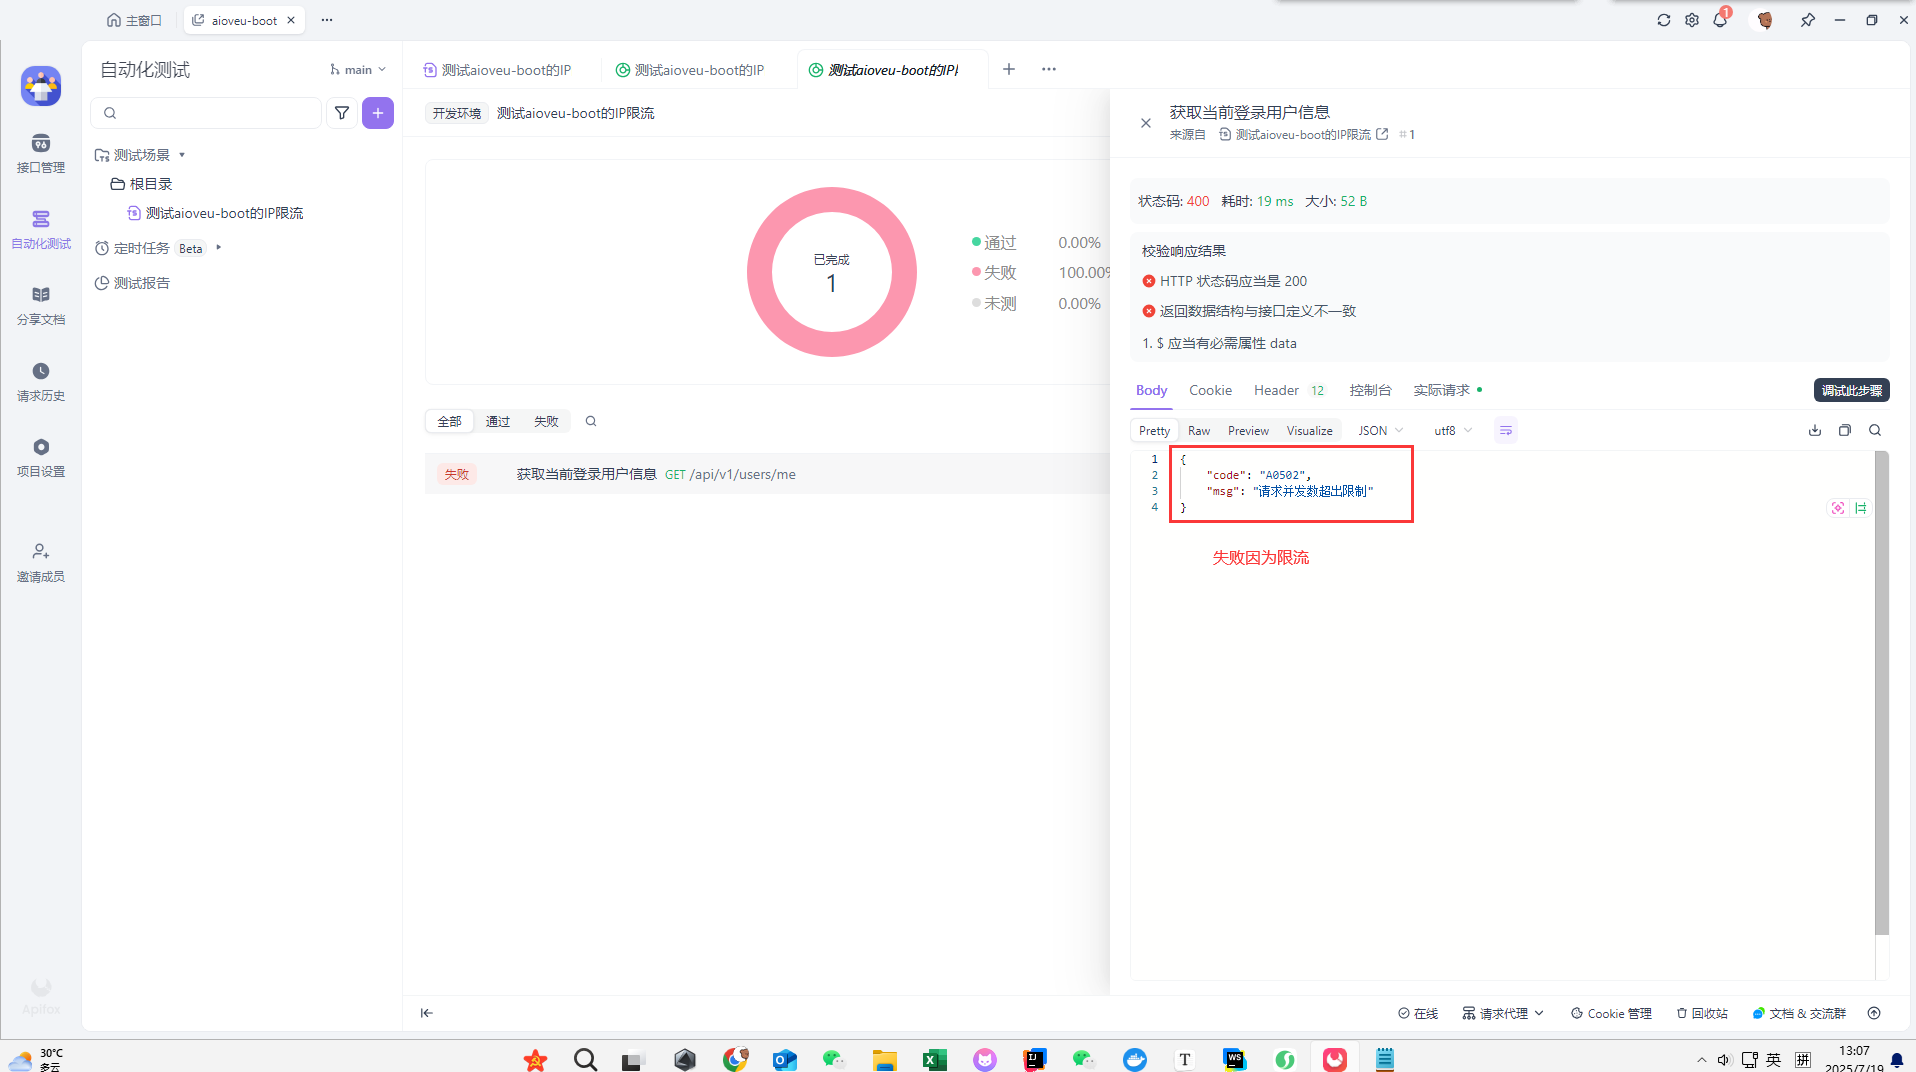 主窗口
aioveu-boot
1
自动化测试
main
测试aioveu-boot的IP
测试aioveu-boot的IP
测试aioveu-boot的IP
接口管理
自动化测试
分享文档
请求历史
项目设置
邀请成员
Apifox
测试场景
根目录
测试aioveu-boot的IP限流
定时任务 Beta
测试报告
开发环境 测试aioveu-boot的IP限流
已完成
1
通过 0.00%
失败 100.00%
未测 0.00%
全部 通过 失败
失败 获取当前登录用户信息 GET /api/v1/users/me
获取当前登录用户信息
来源自 测试aioveu-boot的IP限流 # 1
状态码: 400 耗时: 19 ms 大小: 52 B
校验响应结果
HTTP 状态码应当是 200
返回数据结构与接口定义不一致
1. $ 应当有必需属性 data
Body Cookie Header 12 控制台 实际请求 调试此步骤
Pretty Raw Preview Visualize JSON utf8
1 {
2 "code": "A0502",
3 "msg": "请求并发数超出限制"
4 }
失败因为限流
在线 请求代理 Cookie 管理 回收站 文档 & 交流群
30°C
多云
英 拼
13:07
2025/7/19